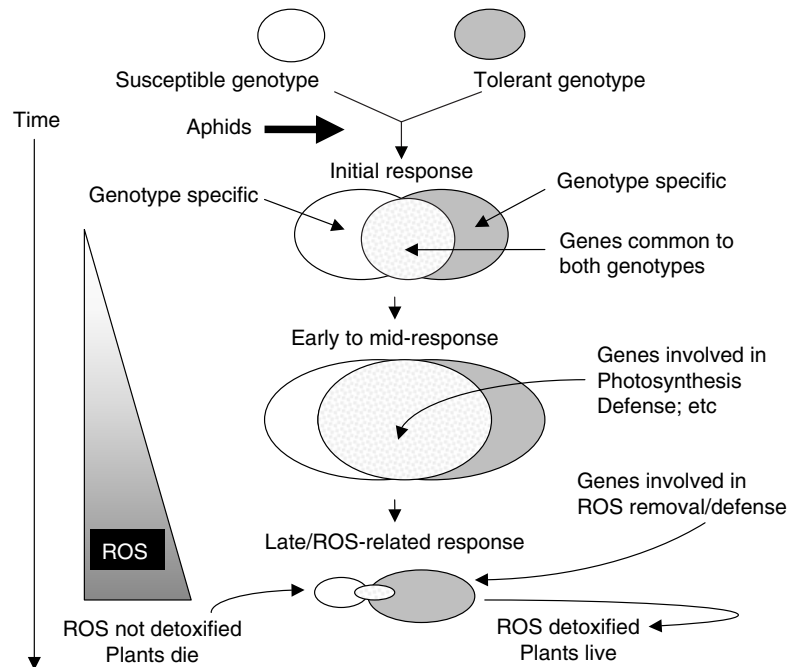 Susceptible genotype
Tolerant genotype
Time
Aphids
Initial response
Genotype specific
Genotype specific
Genes common to
both genotypes
Early to mid-response
Genes involved in
Photosynthesis
Defense; etc
Genes involved in
ROS removal/defense
ROS
Late/ROS-related response
ROS not detoxified
Plants die
ROS detoxified
Plants live